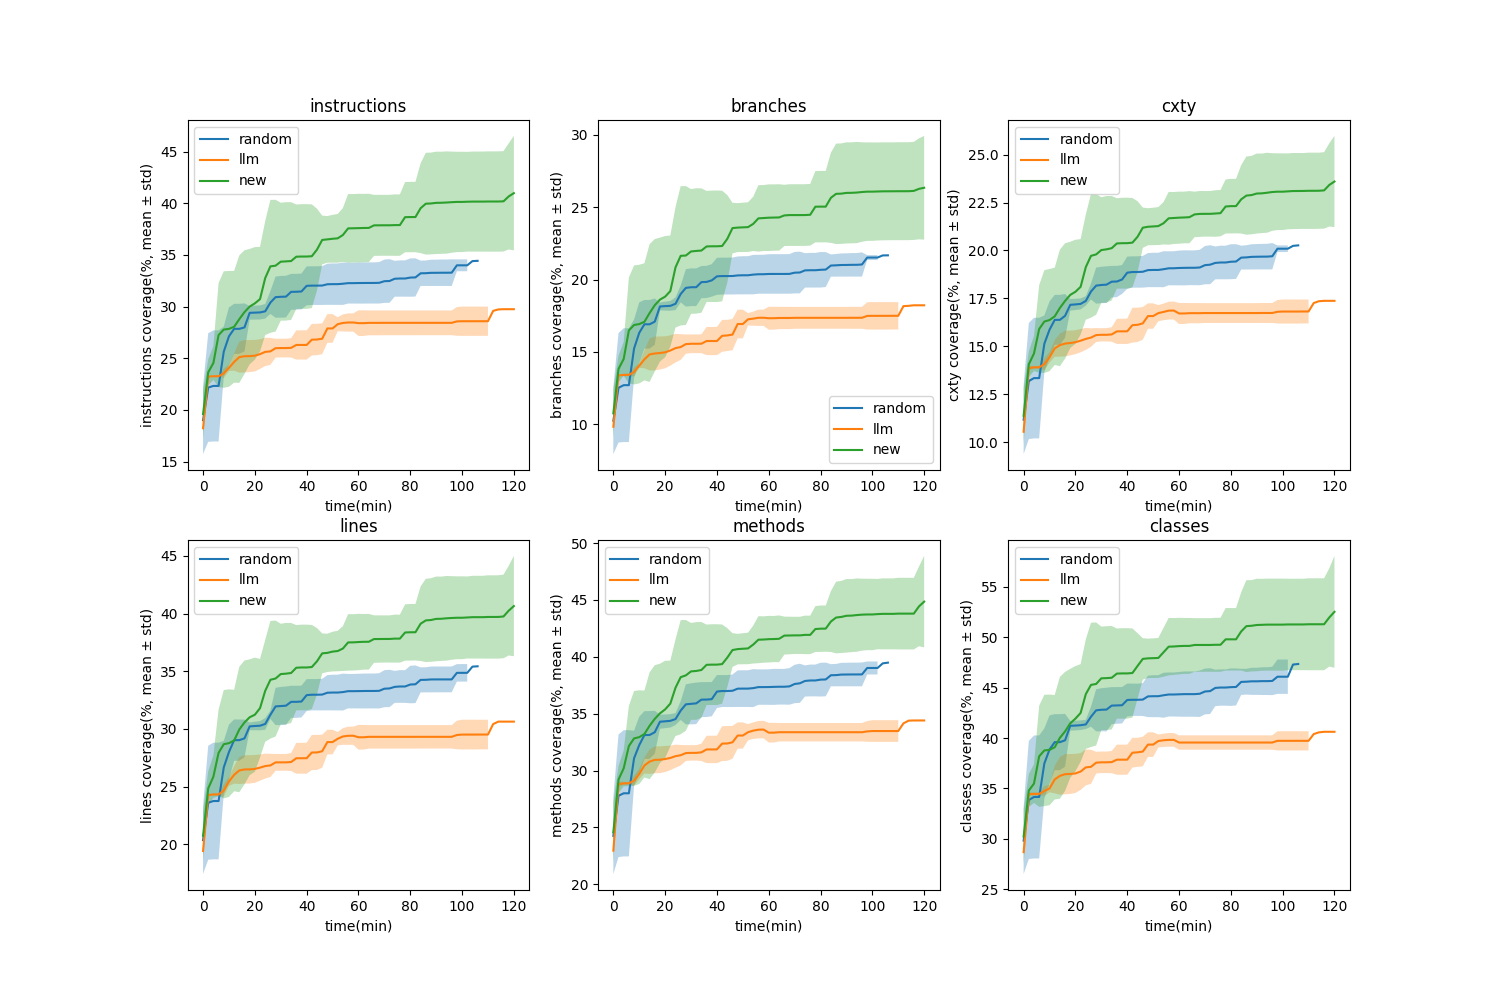 instructions
instructions coverage(%, mean ± std)
45
40
35
30
25
20
15
random
llm
new
0 20 40 60 80 100 120
time(min)
branches
branches coverage(%, mean ± std)
30
25
20
15
10
random
llm
new
0 20 40 60 80 100 120
time(min)
cxty
cxty coverage(%, mean ± std)
25.0
22.5
20.0
17.5
15.0
12.5
10.0
random
llm
new
0 20 40 60 80 100 120
time(min)
lines
lines coverage(%, mean ± std)
45
40
35
30
25
20
random
llm
new
0 20 40 60 80 100 120
time(min)
methods
methods coverage(%, mean ± std)
50
45
40
35
30
25
20
random
llm
new
0 20 40 60 80 100 120
time(min)
classes
classes coverage(%, mean ± std)
55
50
45
40
35
30
25
random
llm
new
0 20 40 60 80 100 120
time(min)